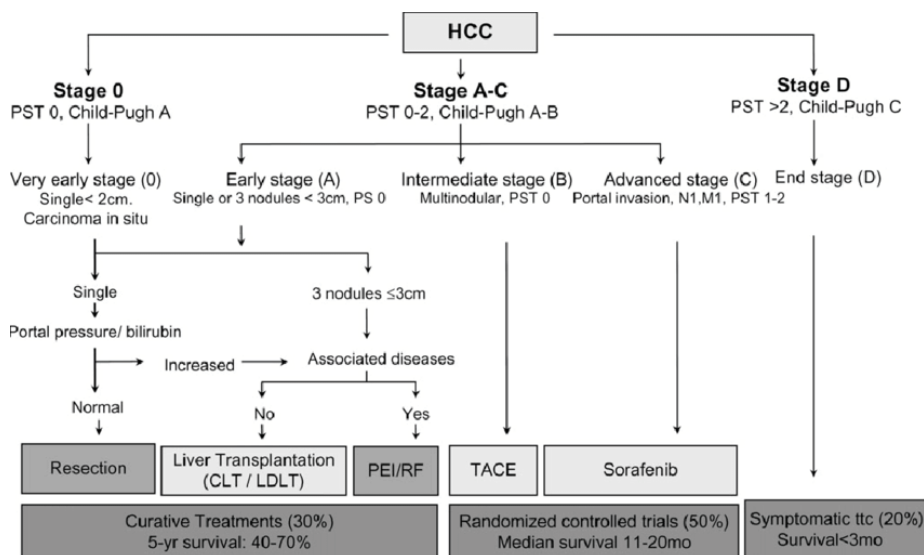 HCC
Stage 0
PST 0, Child-Pugh A
Stage A-C
PST 0-2, Child-Pugh A-B
Stage D
PST >2, Child-Pugh C
Very early stage (0)
Single< 2cm.
Carcinoma in situ
Early stage (A)
Single or 3 nodules < 3cm, PS 0
Intermediate stage (B)
Multinodular, PST 0
Advanced stage (C)
Portal invasion, N1,M1, PST 1-2
End stage (D)
Single
3 nodules ≤3cm
Portal pressure/ bilirubin
Increased
Associated diseases
Normal
No
Yes
Resection
Liver Transplantation
(CLT / LDLT)
PEI/RF
TACE
Sorafenib
Curative Treatments (30%)
5-yr survival: 40-70%
Randomized controlled trials (50%)
Median survival 11-20mo
Symptomatic ttc (20%)
Survival<3mo